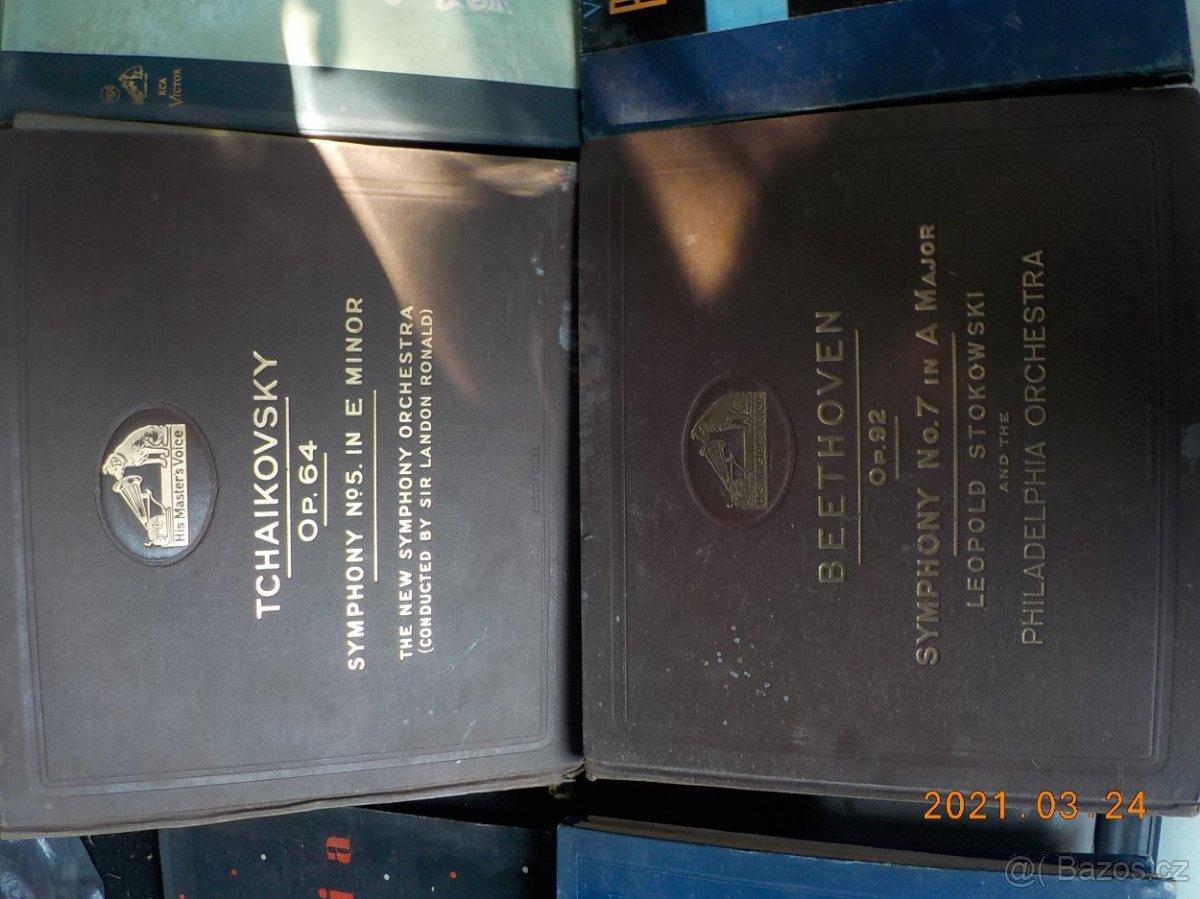 RCA
VICTOR
His Master's Voice
TCHAIKOVSKY
OP. 64
SYMPHONY Nº5. IN E MINOR
THE NEW SYMPHONY ORCHESTRA
(CONDUCTED BY SIR LANDON RONALD)
His Master's Voice
BEETHOVEN
OP. 92
SYMPHONY No. 7 IN A MAJOR
LEOPOLD STOKOWSKI
AND THE
PHILADELPHIA ORCHESTRA
2021.03.24
@( Bazos.cz